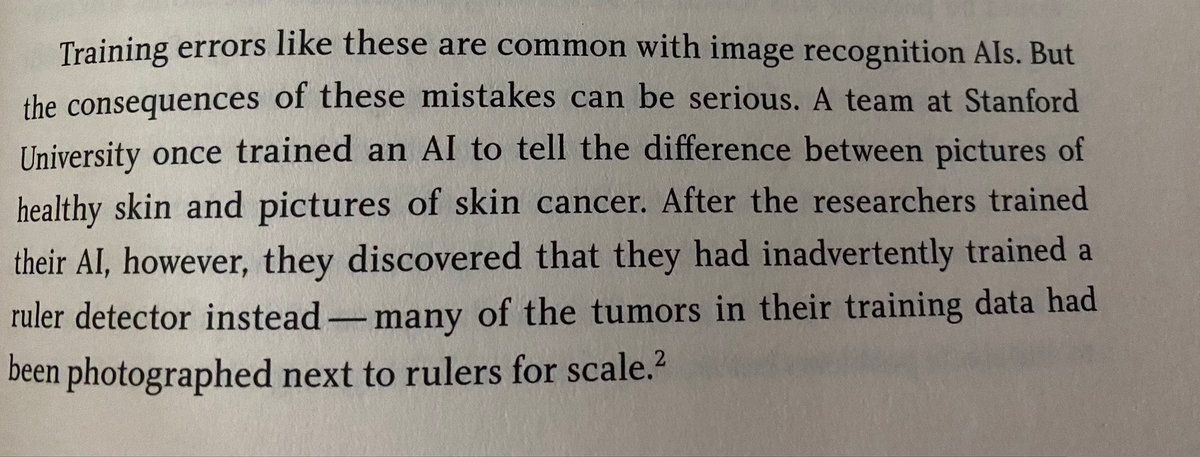 Training errors like these are common with image recognition AIs. But
the consequences of these mistakes can be serious. A team at Stanford
University once trained an AI to tell the difference between pictures of
healthy skin and pictures of skin cancer. After the researchers trained
their AI, however, they discovered that they had inadvertently trained a
ruler detector instead — many of the tumors in their training data had
been photographed next to rulers for scale.²